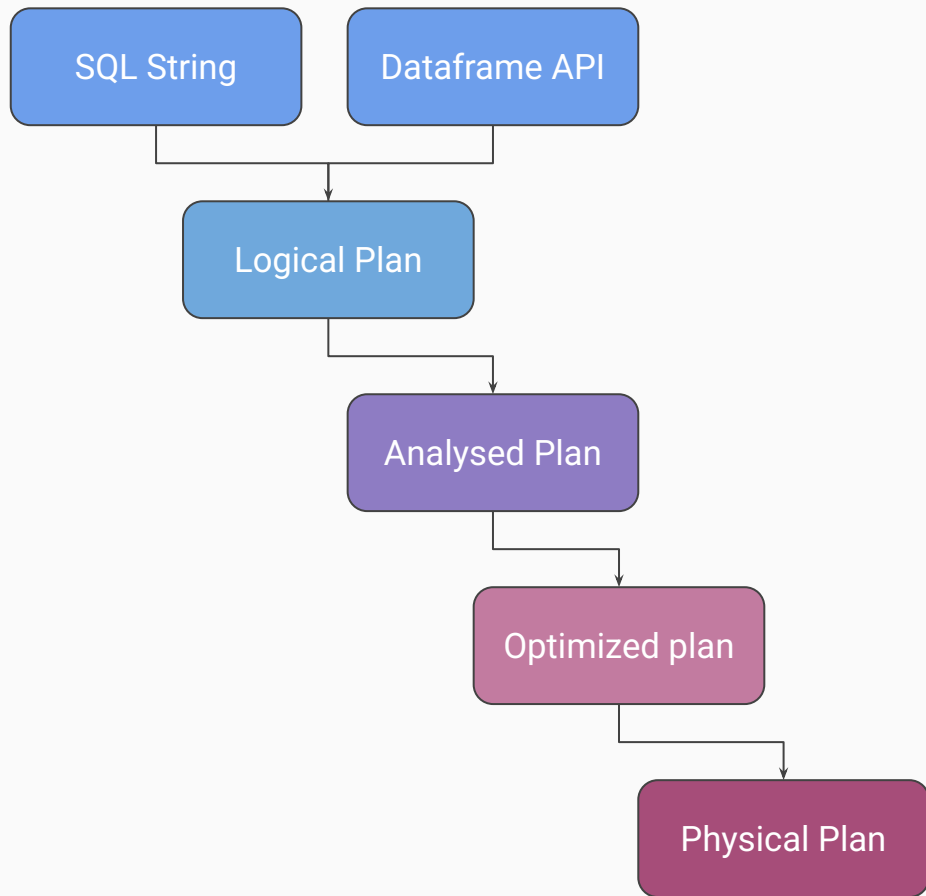 SQL String
Dataframe API
Logical Plan
Analysed Plan
Optimized plan
Physical Plan